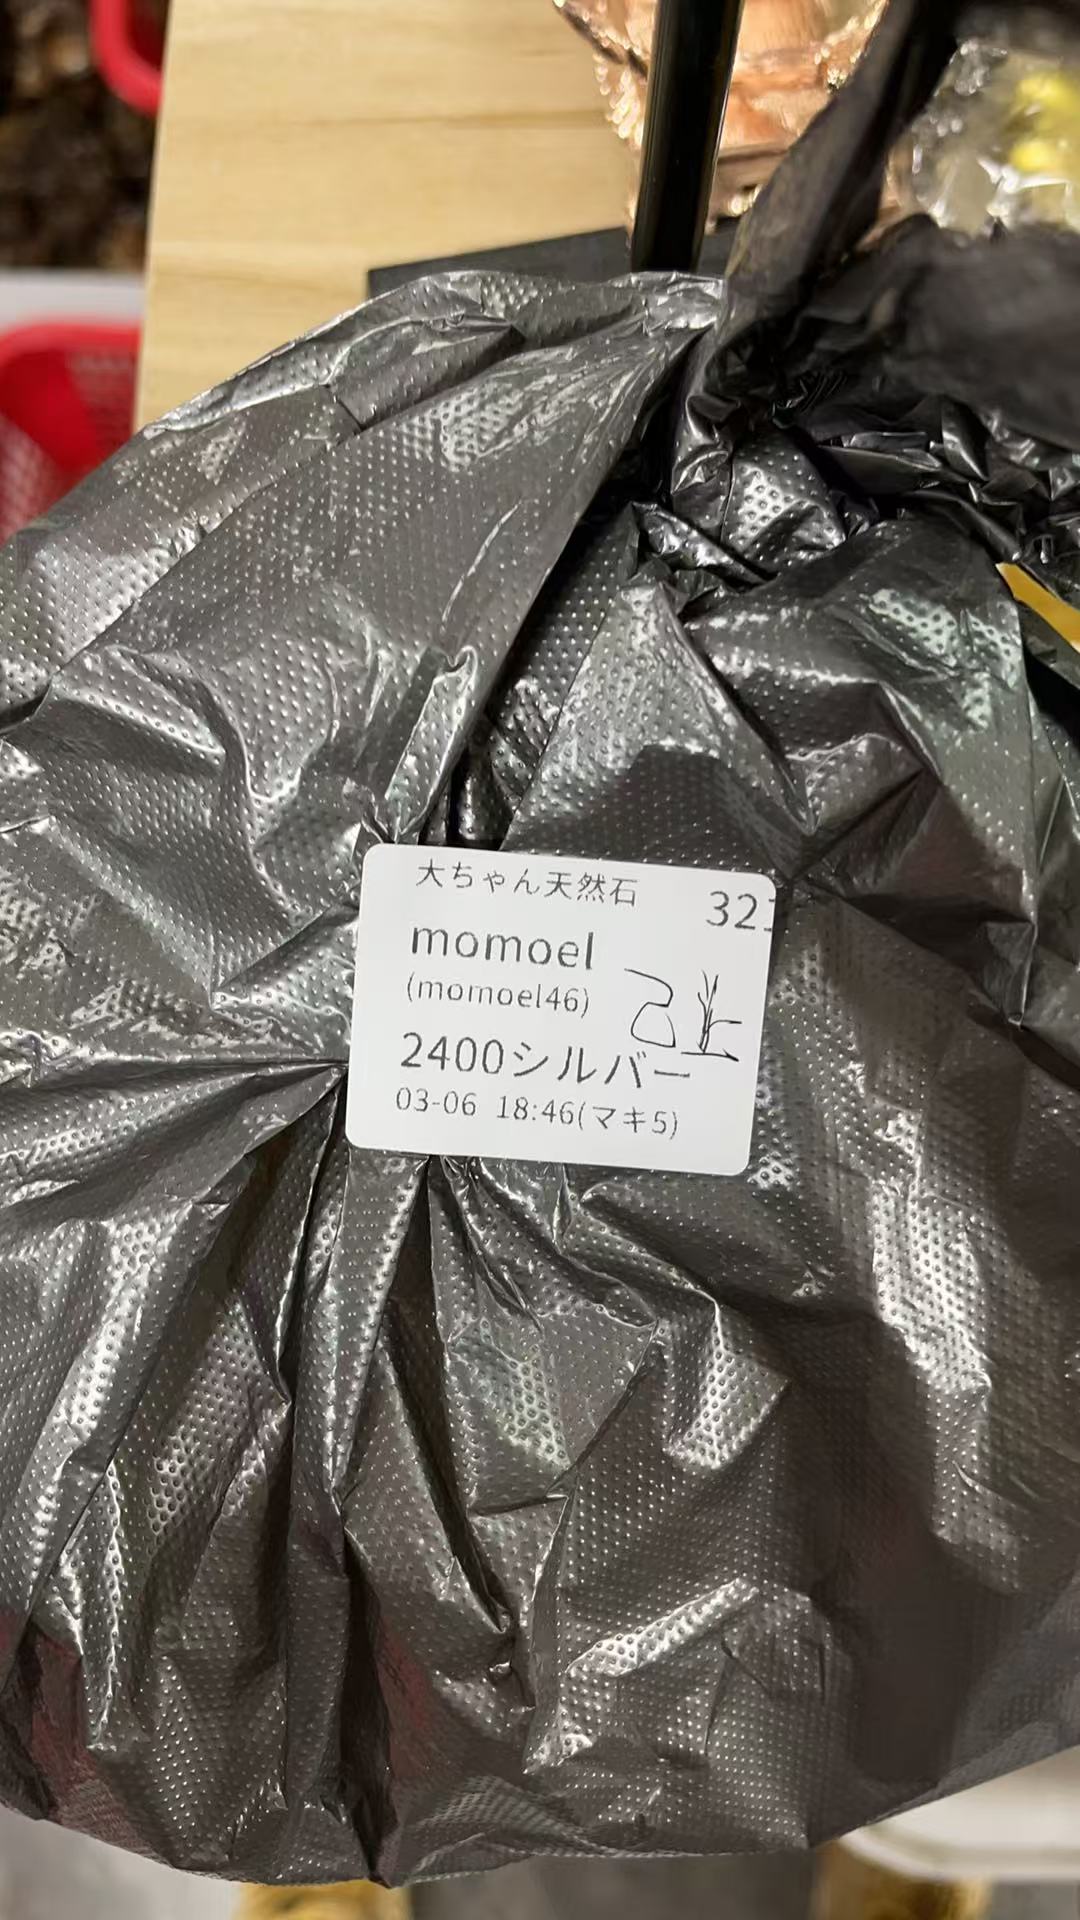 大ちゃん天然石
32
momoel
(momoel46)
2400シルバー
03-06 18:46(マキ5)